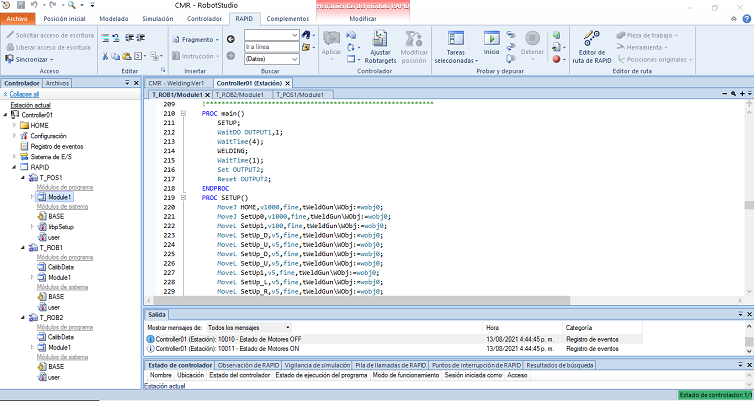 CMR - RobotStudio
Herramientas del módulo RAPID
Archivo Posición inicial Modelado Simulación Controlador RAPID Complementos Modificar
Solicitar acceso de escritura
Liberar acceso de escritura
Sincronizar
Fragmento
Instrucción
Ir a línea
(Datos)
Aplicar
Ajustar Robtargets
Modificar posición
Tareas seleccionadas
Inicio
Detener
Editor de ruta de RAPID
Pieza de trabajo
Herramienta
Posiciones originales
Acceso Editar Insertar Buscar Controlador Probar y depurar Editor de ruta
Controlador Archivos
Collapse all
Estación actual
Controller01
HOME
Configuración
Registro de eventos
Sistema de E/S
RAPID
T_POS1
Módulos de programa
Module1
Módulos de sistema
BASE
IrbpSetup
user
T_ROB1
Módulos de programa
CalibData
Module1
Módulos de sistema
BASE
user
T_ROB2
Módulos de programa
CalibData
Module1
Módulos de sistema
BASE
user
CMR - Welding:Ver1 Controller01 (Estación)
T_ROB1/Module1 T_ROB2/Module1 T_POS1/Module1
209
210 PROC main()
211 SETUP;
212 WaitDO OUTPUT1,1;
213 WaitTime(4);
214 WELDING;
215 WaitTime(1);
216 Set OUTPUT2;
217 Reset OUTPUT2;
218 ENDPROC
219 PROC SETUP()
220 MoveJ HOME,v1000,fine,tWeldGun\WObj:=wobj0;
221 MoveJ SetUp0,v1000,fine,tWeldGun\WObj:=wobj0;
222 MoveL SetUp_D,v5,fine,tWeldGun\WObj:=wobj0;
223 MoveL SetUp_U,v5,fine,tWeldGun\WObj:=wobj0;
224 MoveL SetUp_D,v5,fine,tWeldGun\WObj:=wobj0;
225 MoveL SetUp_U,v5,fine,tWeldGun\WObj:=wobj0;
226 MoveL SetUp1,v5,fine,tWeldGun\WObj:=wobj0;
227 MoveL SetUp1,v5,fine,tWeldGun\WObj:=wobj0;
228 MoveL SetUp_L,v5,fine,tWeldGun\WObj:=wobj0;
229 MoveL SetUp_R,v5,fine,tWeldGun\WObj:=wobj0;
Salida
Mostrar mensajes de: Todos los mensajes Hora Categoría
Controller01 (Estación): 10010 - Estado de Motores OFF 13/08/2021 4:44:45 p. m. Registro de eventos
Controller01 (Estación): 10011 - Estado de Motores ON 13/08/2021 4:44:45 p. m. Registro de eventos
Estado de controlador Observación de RAPID Vigilancia de simulación Pila de llamadas de RAPID Puntos de interrupción de RAPID Resultados de búsqueda
Nombre Ubicación Estado del controlador Estado de ejecución del programa Modo de funcionamiento Sesión iniciada como Acceso
Estación actual
Estado de controlador: 1/1